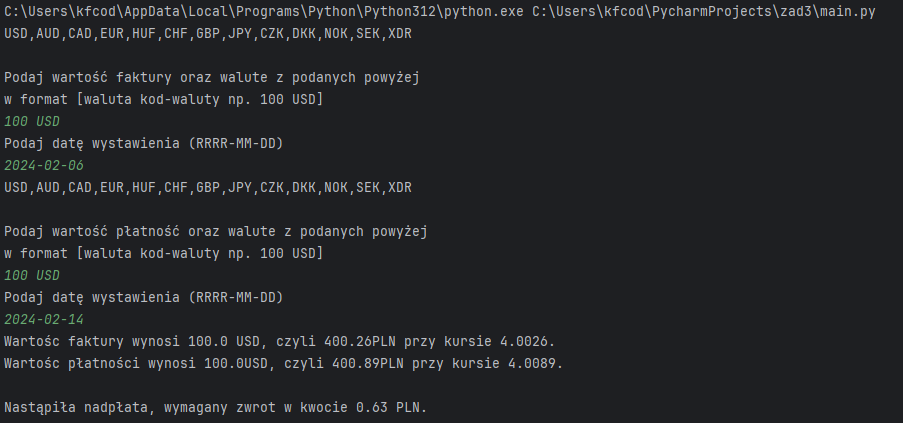 C:\Users\kfcod\AppData\Local\Programs\Python\Python312\python.exe C:\Users\kfcod\PycharmProjects\zad3\main.py
USD,AUD,CAD,EUR,HUF,CHF,GBP,JPY,CZK,DKK,NOK,SEK,XDR
Podaj wartość faktury oraz walute z podanych powyżej
w format [waluta kod-waluty np. 100 USD]
100 USD
Podaj datę wystawienia (RRRR-MM-DD)
2024-02-06
USD,AUD,CAD,EUR,HUF,CHF,GBP,JPY,CZK,DKK,NOK,SEK,XDR
Podaj wartość płatność oraz walute z podanych powyżej
w format [waluta kod-waluty np. 100 USD]
100 USD
Podaj datę wystawienia (RRRR-MM-DD)
2024-02-14
Wartośc faktury wynosi 100.0 USD, czyli 400.26PLN przy kursie 4.0026.
Wartośc płatności wynosi 100.0USD, czyli 400.89PLN przy kursie 4.0089.
Nastąpiła nadpłata, wymagany zwrot w kwocie 0.63 PLN.